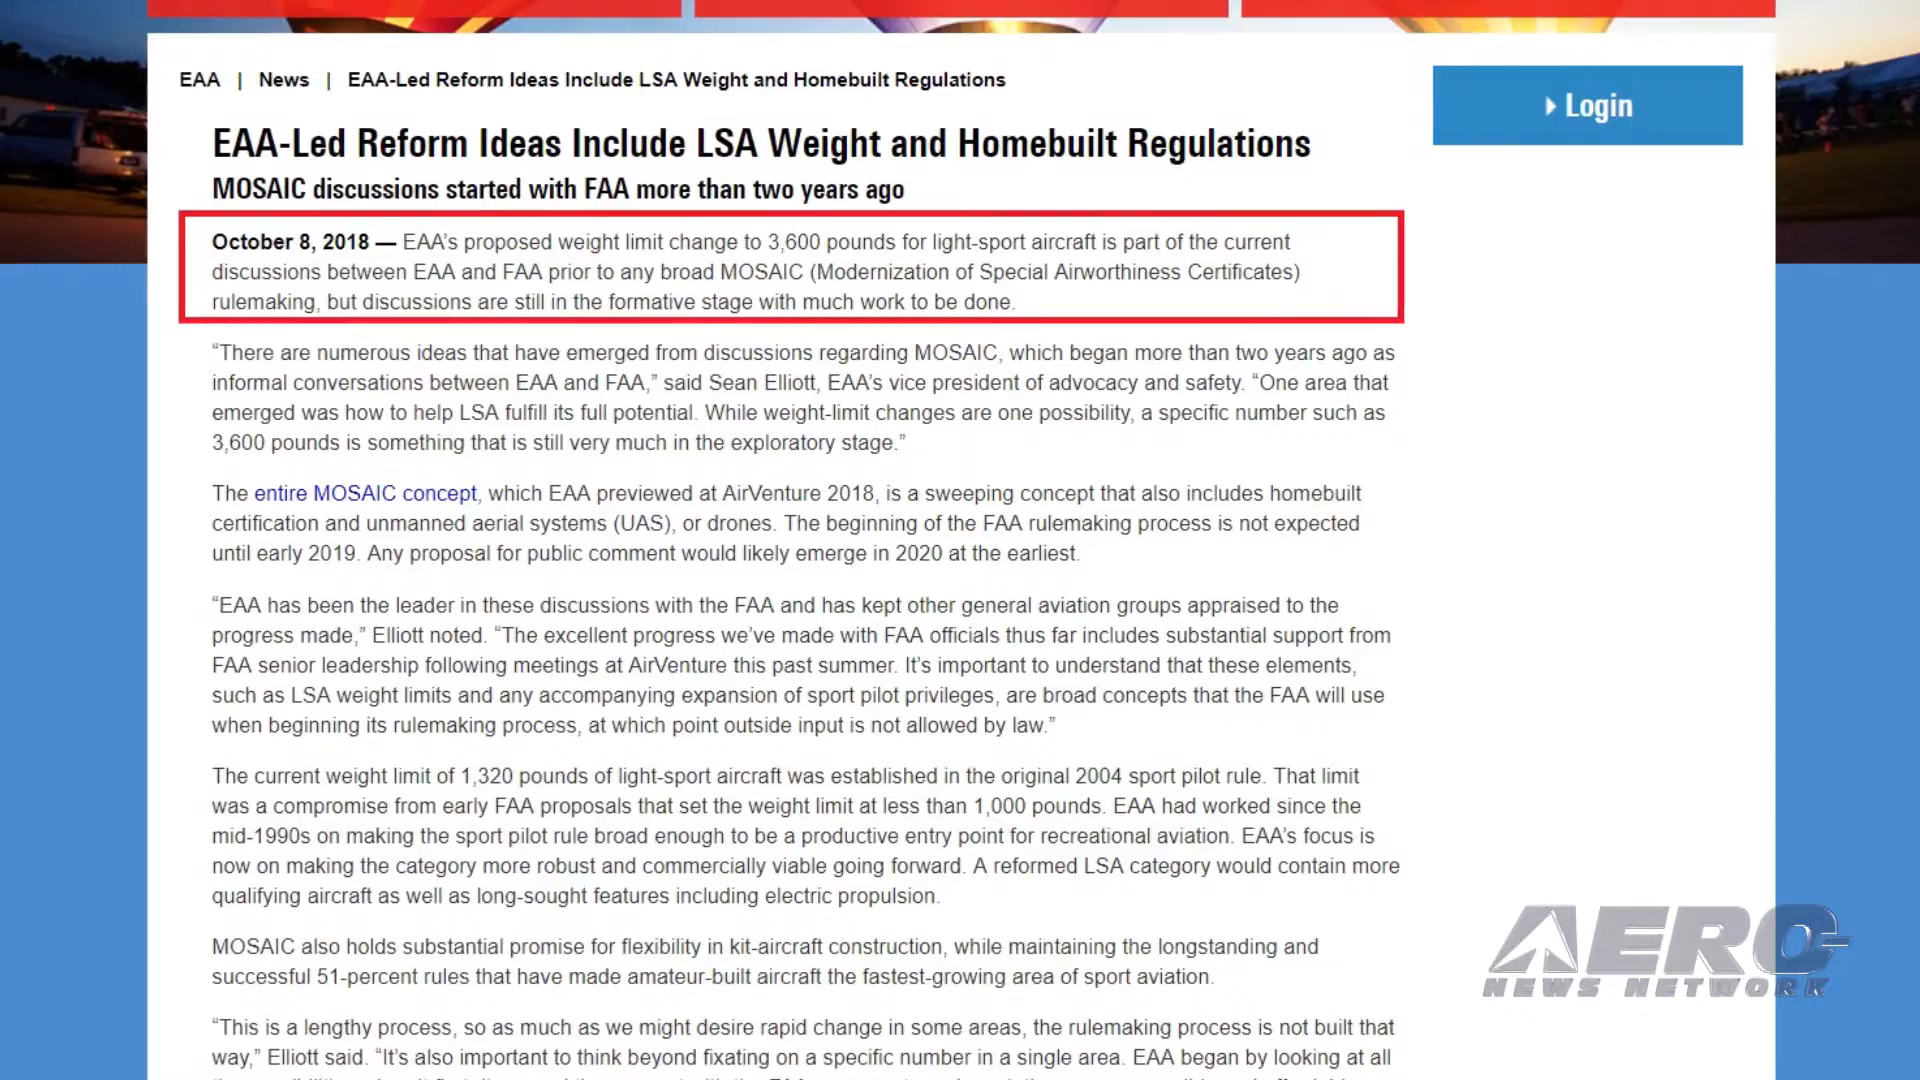 EAA | News | EAA-Led Reform Ideas Include LSA Weight and Homebuilt Regulations
Login
EAA-Led Reform Ideas Include LSA Weight and Homebuilt Regulations
MOSAIC discussions started with FAA more than two years ago
October 8, 2018 — EAA’s proposed weight limit change to 3,600 pounds for light-sport aircraft is part of the current
discussions between EAA and FAA prior to any broad MOSAIC (Modernization of Special Airworthiness Certificates)
rulemaking, but discussions are still in the formative stage with much work to be done.
“There are numerous ideas that have emerged from discussions regarding MOSAIC, which began more than two years ago as
informal conversations between EAA and FAA,” said Sean Elliott, EAA’s vice president of advocacy and safety. “One area that
emerged was how to help LSA fulfill its full potential. While weight-limit changes are one possibility, a specific number such as
3,600 pounds is something that is still very much in the exploratory stage.”
The entire MOSAIC concept, which EAA previewed at AirVenture 2018, is a sweeping concept that also includes homebuilt
certification and unmanned aerial systems (UAS), or drones. The beginning of the FAA rulemaking process is not expected
until early 2019. Any proposal for public comment would likely emerge in 2020 at the earliest.
“EAA has been the leader in these discussions with the FAA and has kept other general aviation groups appraised to the
progress made,” Elliott noted. “The excellent progress we’ve made with FAA officials thus far includes substantial support from
FAA senior leadership following meetings at AirVenture this past summer. It’s important to understand that these elements,
such as LSA weight limits and any accompanying expansion of sport pilot privileges, are broad concepts that the FAA will use
when beginning its rulemaking process, at which point outside input is not allowed by law.”
The current weight limit of 1,320 pounds of light-sport aircraft was established in the original 2004 sport pilot rule. That limit
was a compromise from early FAA proposals that set the weight limit at less than 1,000 pounds. EAA had worked since the
mid-1990s on making the sport pilot rule broad enough to be a productive entry point for recreational aviation. EAA’s focus is
now on making the category more robust and commercially viable going forward. A reformed LSA category would contain more
qualifying aircraft as well as long-sought features including electric propulsion.
MOSAIC also holds substantial promise for flexibility in kit-aircraft construction, while maintaining the longstanding and
successful 51-percent rules that have made amateur-built aircraft the fastest-growing area of sport aviation.
“This is a lengthy process, so as much as we might desire rapid change in some areas, the rulemaking process is not built that
way,” Elliott said. “It’s also important to think beyond fixating on a specific number in a single area. EAA began by looking at all
AERO
NEWS NETWORK